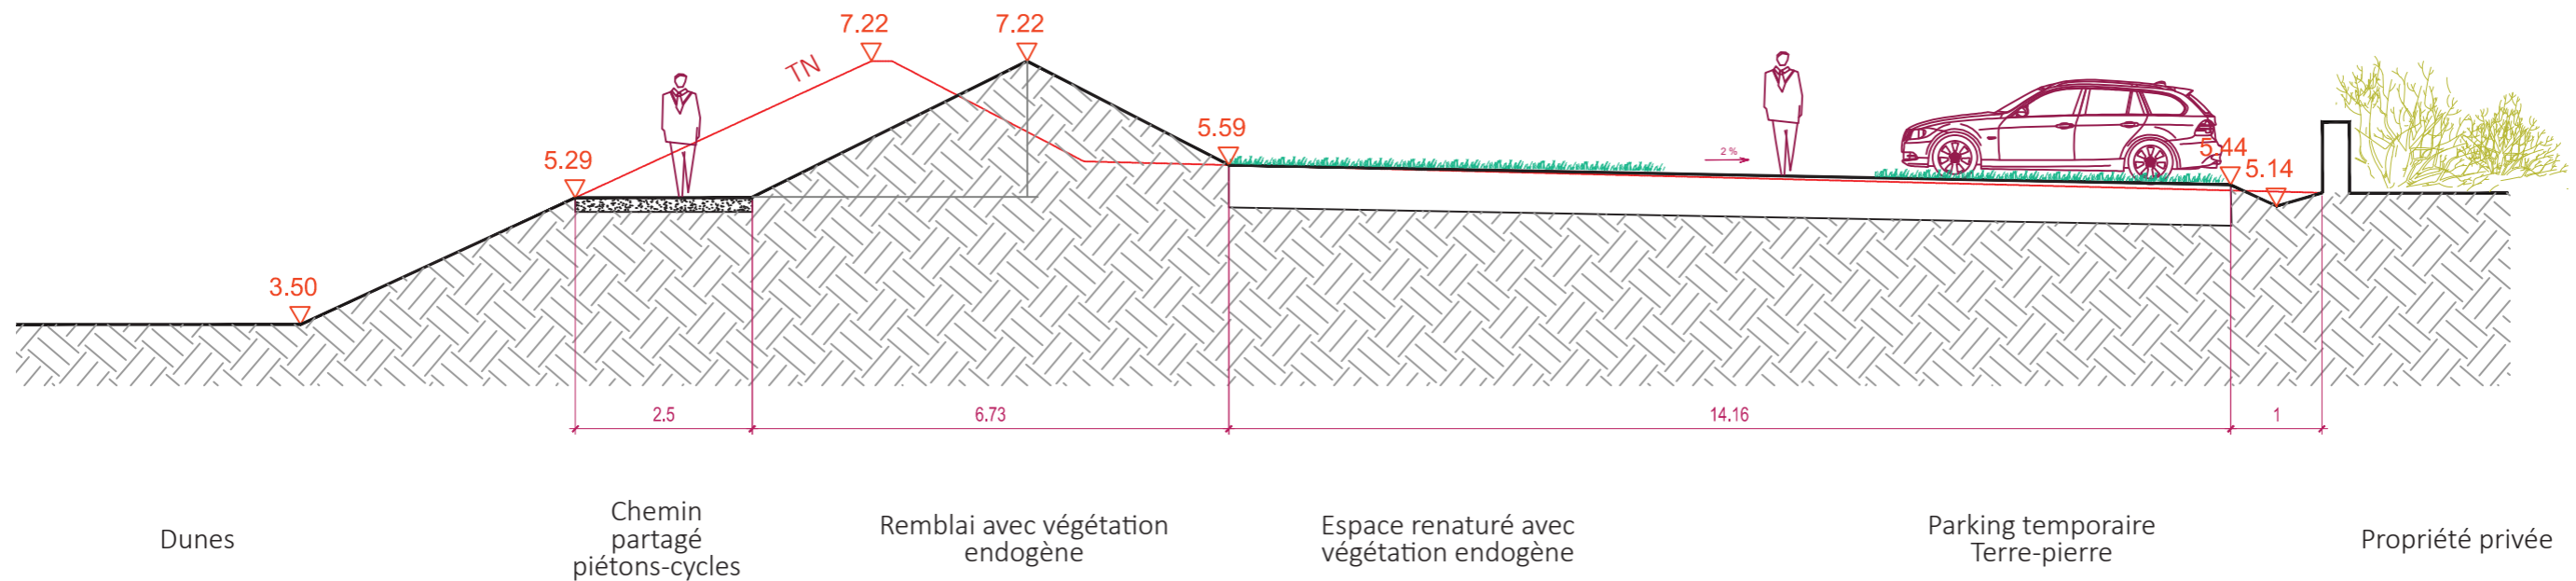 7.22
7.22
TN
5.59
5.29
2 %
5.44
5.14
3.50
2.5
6.73
14.16
1
Dunes
Chemin
partagé
piétons-cycles
Remblai avec végétation
endogène
Espace renaturé avec
végétation endogène
Parking temporaire
Terre-pierre
Propriété privée